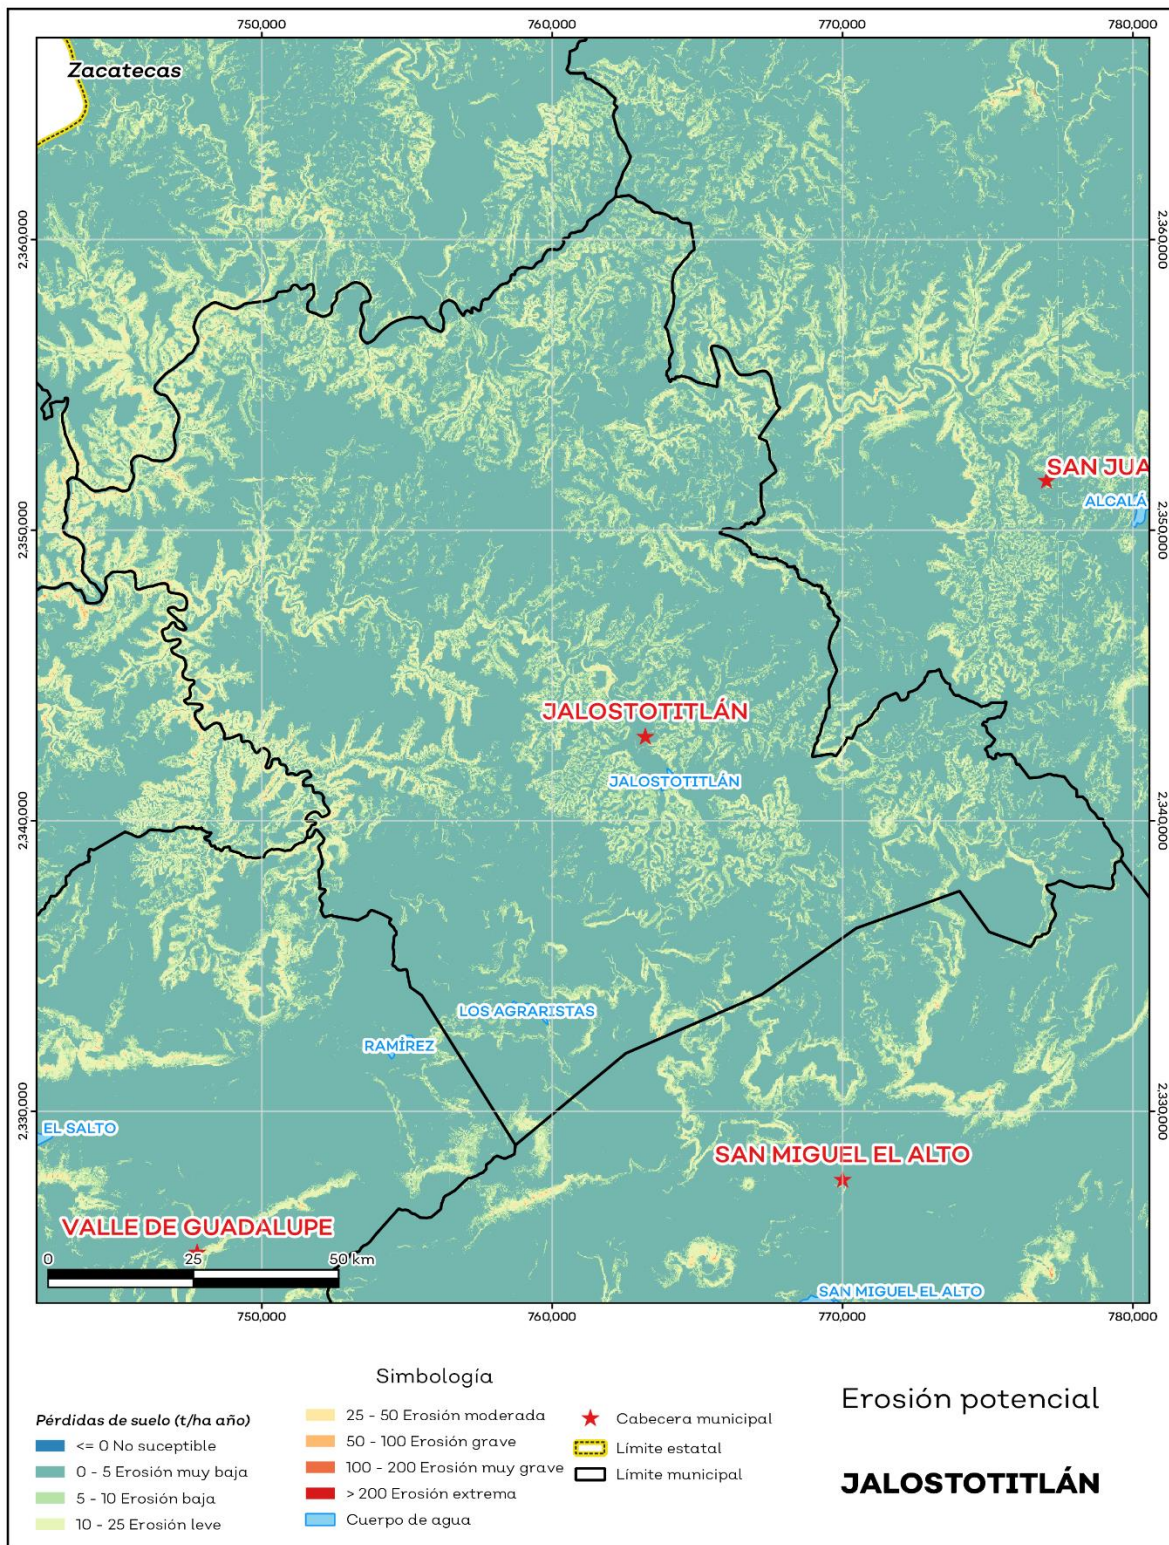 750,000 760,000 770,000 780,000
Zacatecas
2,360,000 2,360,000
SAN JUA
ALCALÁ
2,350,000 2,350,000
JALOSTOTITLÁN
JALOSTOTITLÁN
2,340,000 2,340,000
LOS AGRARISTAS
RAMÍREZ
2,330,000 2,330,000
EL SALTO
SAN MIGUEL EL ALTO
VALLE DE GUADALUPE
0 25 50 km
SAN MIGUEL EL ALTO
750,000 760,000 770,000 780,000
Simbología
Pérdidas de suelo (t/ha año)
<= 0 No suceptible
0 - 5 Erosión muy baja
5 - 10 Erosión baja
10 - 25 Erosión leve
25 - 50 Erosión moderada
50 - 100 Erosión grave
100 - 200 Erosión muy grave
> 200 Erosión extrema
Cuerpo de agua
Cabecera municipal
Límite estatal
Límite municipal
Erosión potencial
JALOSTOTITLÁN